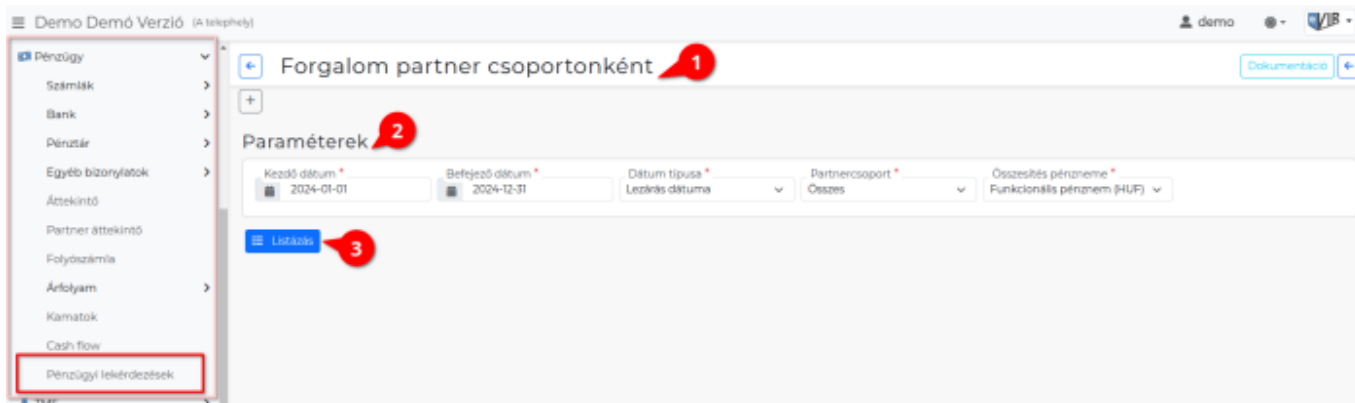 Demo Demó Verzió (A telephely)
demo
VIR
Pénzügy
Számlák
Bank
Pénztár
Egyéb bizonylatok
Áttekintő
Partner áttekintő
Folyószámla
Árfolyam
Kamatok
Cash flow
Pénzügyi lekérdezések
Forgalom partner csoportonként
1
Dokumentáció
Paraméterek
2
Kezdő dátum * Befejező dátum * Dátum típusa * Partnercsoport * Összesítés pénzneme *
2024-01-01 2024-12-31 Lezárás dátuma Összes Funkcionális pénznem (HUF)
Listázás
3